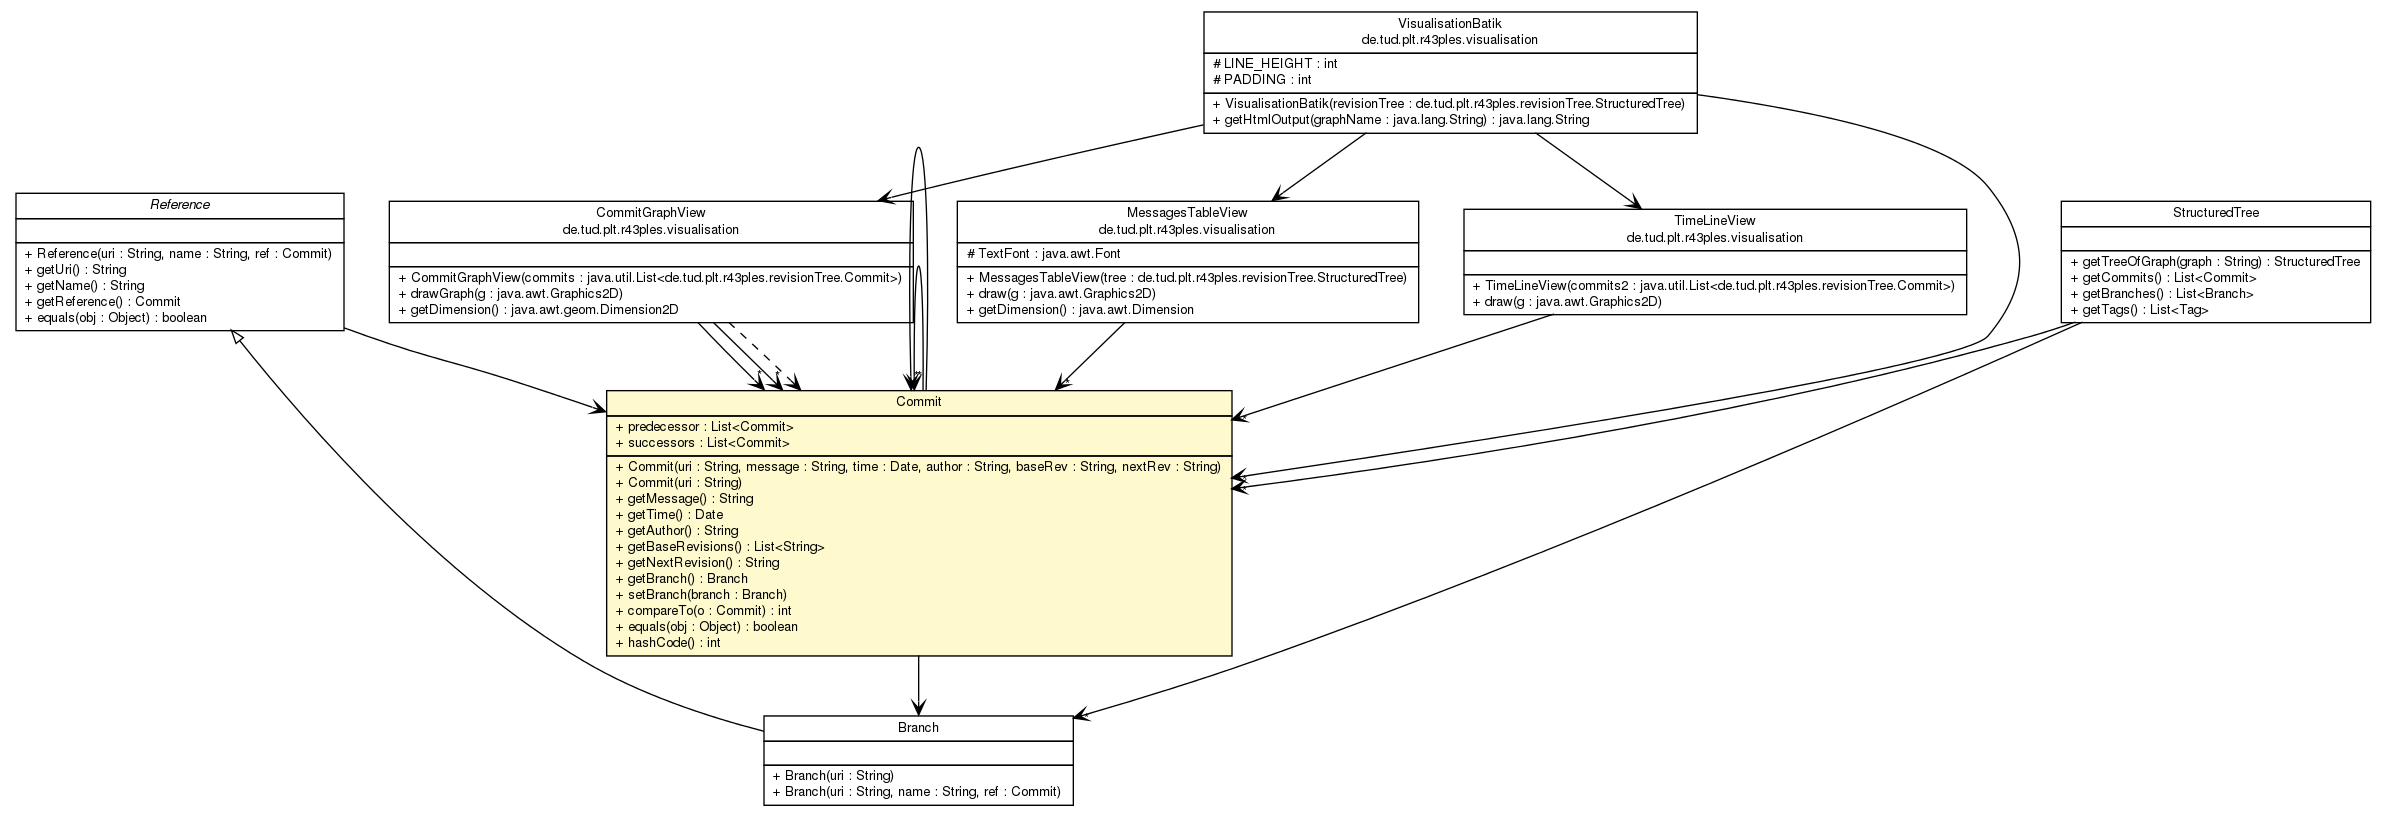 VisualisationBatik
de.tud.plt.r43ples.visualisation
# LINE_HEIGHT : int
# PADDING : int
+ VisualisationBatik(revisionTree : de.tud.plt.r43ples.revisionTree.StructuredTree)
+ getHtmlOutput(graphName : java.lang.String) : java.lang.String
Reference
+ Reference(uri : String, name : String, ref : Commit)
+ getUri() : String
+ getName() : String
+ getReference() : Commit
+ equals(obj : Object) : boolean
CommitGraphView
de.tud.plt.r43ples.visualisation
+ CommitGraphView(commits : java.util.List<de.tud.plt.r43ples.revisionTree.Commit>)
+ drawGraph(g : java.awt.Graphics2D)
+ getDimension() : java.awt.geom.Dimension2D
MessagesTableView
de.tud.plt.r43ples.visualisation
# TextFont : java.awt.Font
+ MessagesTableView(tree : de.tud.plt.r43ples.revisionTree.StructuredTree)
+ draw(g : java.awt.Graphics2D)
+ getDimension() : java.awt.Dimension
TimeLineView
de.tud.plt.r43ples.visualisation
+ TimeLineView(commits2 : java.util.List<de.tud.plt.r43ples.revisionTree.Commit>)
+ draw(g : java.awt.Graphics2D)
StructuredTree
+ getTreeOfGraph(graph : String) : StructuredTree
+ getCommits() : List<Commit>
+ getBranches() : List<Branch>
+ getTags() : List<Tag>
Commit
+ predecessor : List<Commit>
+ successors : List<Commit>
+ Commit(uri : String, message : String, time : Date, author : String, baseRev : String, nextRev : String)
+ Commit(uri : String)
+ getMessage() : String
+ getTime() : Date
+ getAuthor() : String
+ getBaseRevisions() : List<String>
+ getNextRevision() : String
+ getBranch() : Branch
+ setBranch(branch : Branch)
+ compareTo(o : Commit) : int
+ equals(obj : Object) : boolean
+ hashCode() : int
Branch
+ Branch(uri : String)
+ Branch(uri : String, name : String, ref : Commit)